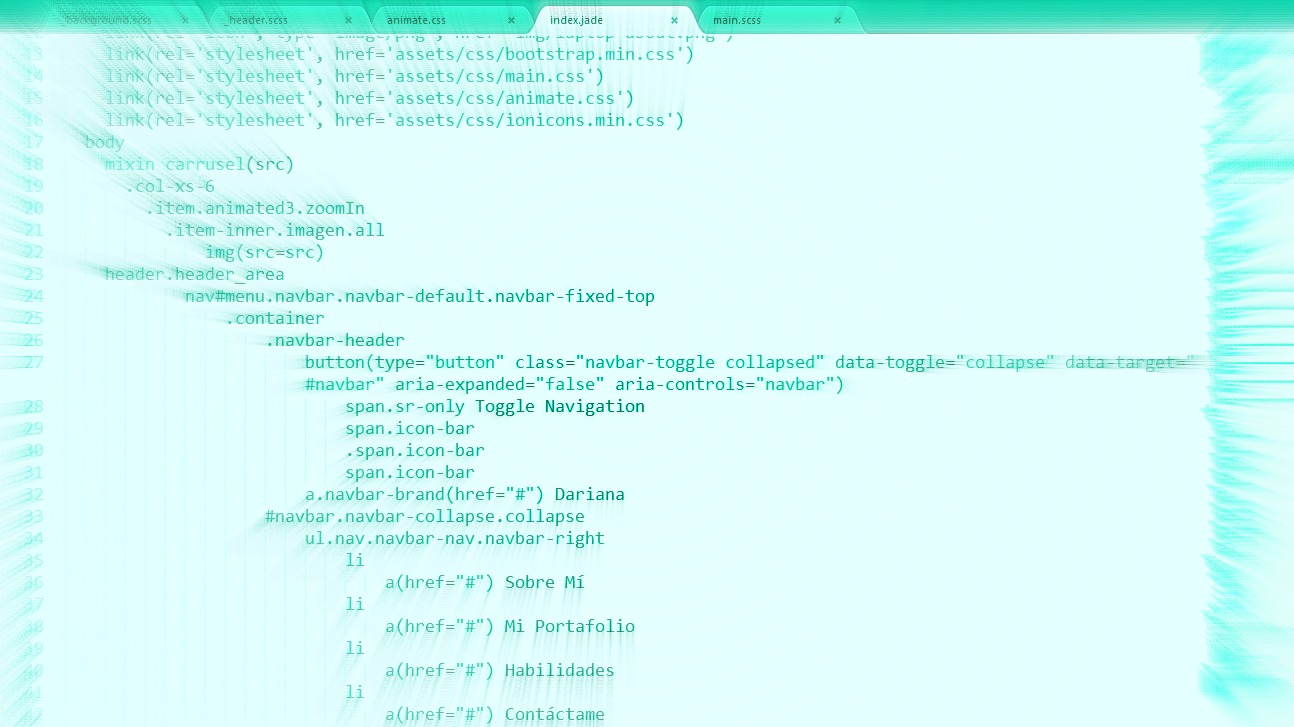 _background.scss × _header.scss × animate.css × index.jade × main.scss ×
13 link(rel='stylesheet', href='assets/css/bootstrap.min.css')
14 link(rel='stylesheet', href='assets/css/main.css')
15 link(rel='stylesheet', href='assets/css/animate.css')
16 link(rel='stylesheet', href='assets/css/ionicons.min.css')
17 body
18 mixin carrusel(src)
19 .col-xs-6
20 .item.animated3.zoomIn
21 .item-inner.imagen.all
22 img(src=src)
23 header.header_area
24 nav#menu.navbar.navbar-default.navbar-fixed-top
25 .container
26 .navbar-header
27 button(type="button" class="navbar-toggle collapsed" data-toggle="collapse" data-target="
#navbar" aria-expanded="false" aria-controls="navbar")
28 span.sr-only Toggle Navigation
29 span.icon-bar
30 .span.icon-bar
31 span.icon-bar
32 a.navbar-brand(href="#") Dariana
33 #navbar.navbar-collapse.collapse
34 ul.nav.navbar-nav.navbar-right
35 li
36 a(href="#") Sobre Mí
37 li
38 a(href="#") Mi Portafolio
39 li
40 a(href="#") Habilidades
41 li
42 a(href="#") Contáctame